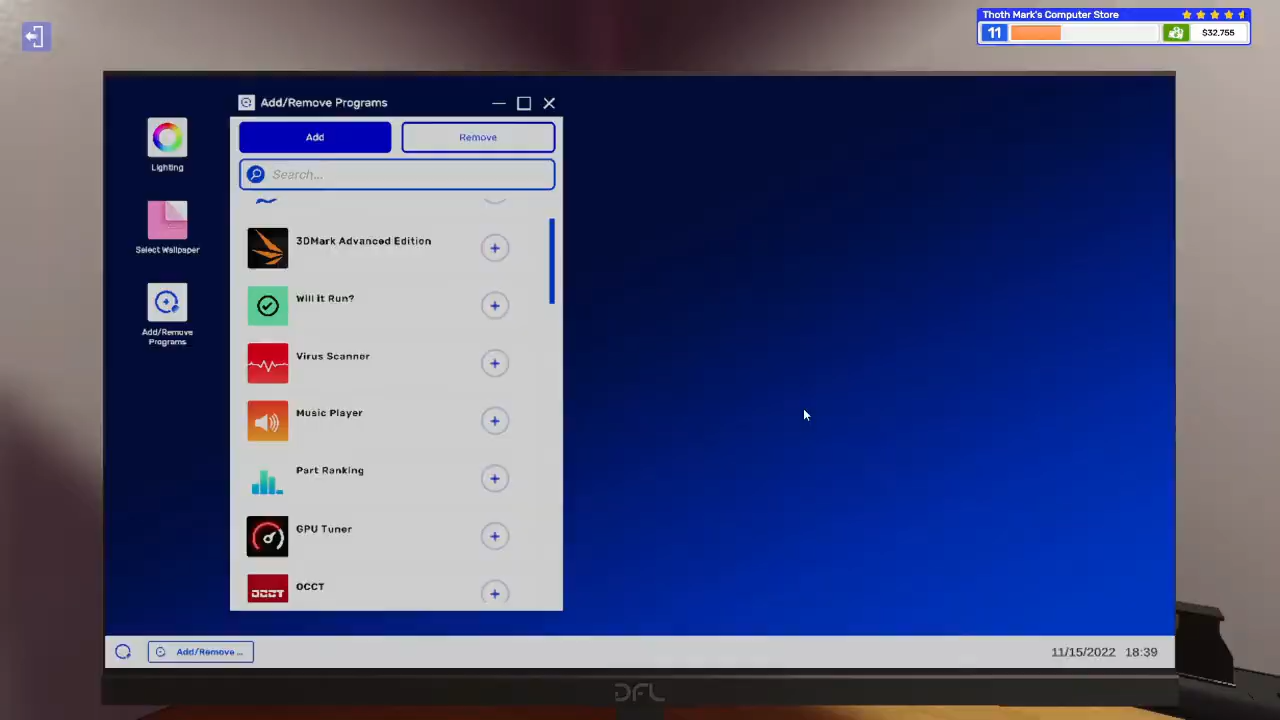 Thoth Mark's Computer Store
11
$32,755
Add/Remove Programs
Add
Remove
Search...
Lighting
Select Wallpaper
Add/Remove
Programs
3DMark Advanced Edition
Will it Run?
Virus Scanner
Music Player
Part Ranking
GPU Tuner
OCCT
OCCT
Add/Remove ...
11/15/2022 18:39
DFL